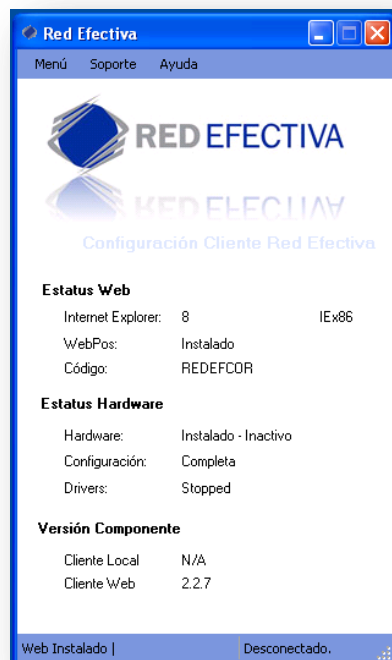 Red Efectiva
Menú Soporte Ayuda
RED EFECTIVA
Configuración Cliente Red Efectiva
Estatus Web
Internet Explorer: 8 IEx86
WebPos: Instalado
Código: REDEFCOR
Estatus Hardware
Hardware: Instalado - Inactivo
Configuración: Completa
Drivers: Stopped
Versión Componente
Cliente Local N/A
Cliente Web 2.2.7
Web Instalado | Desconectado.